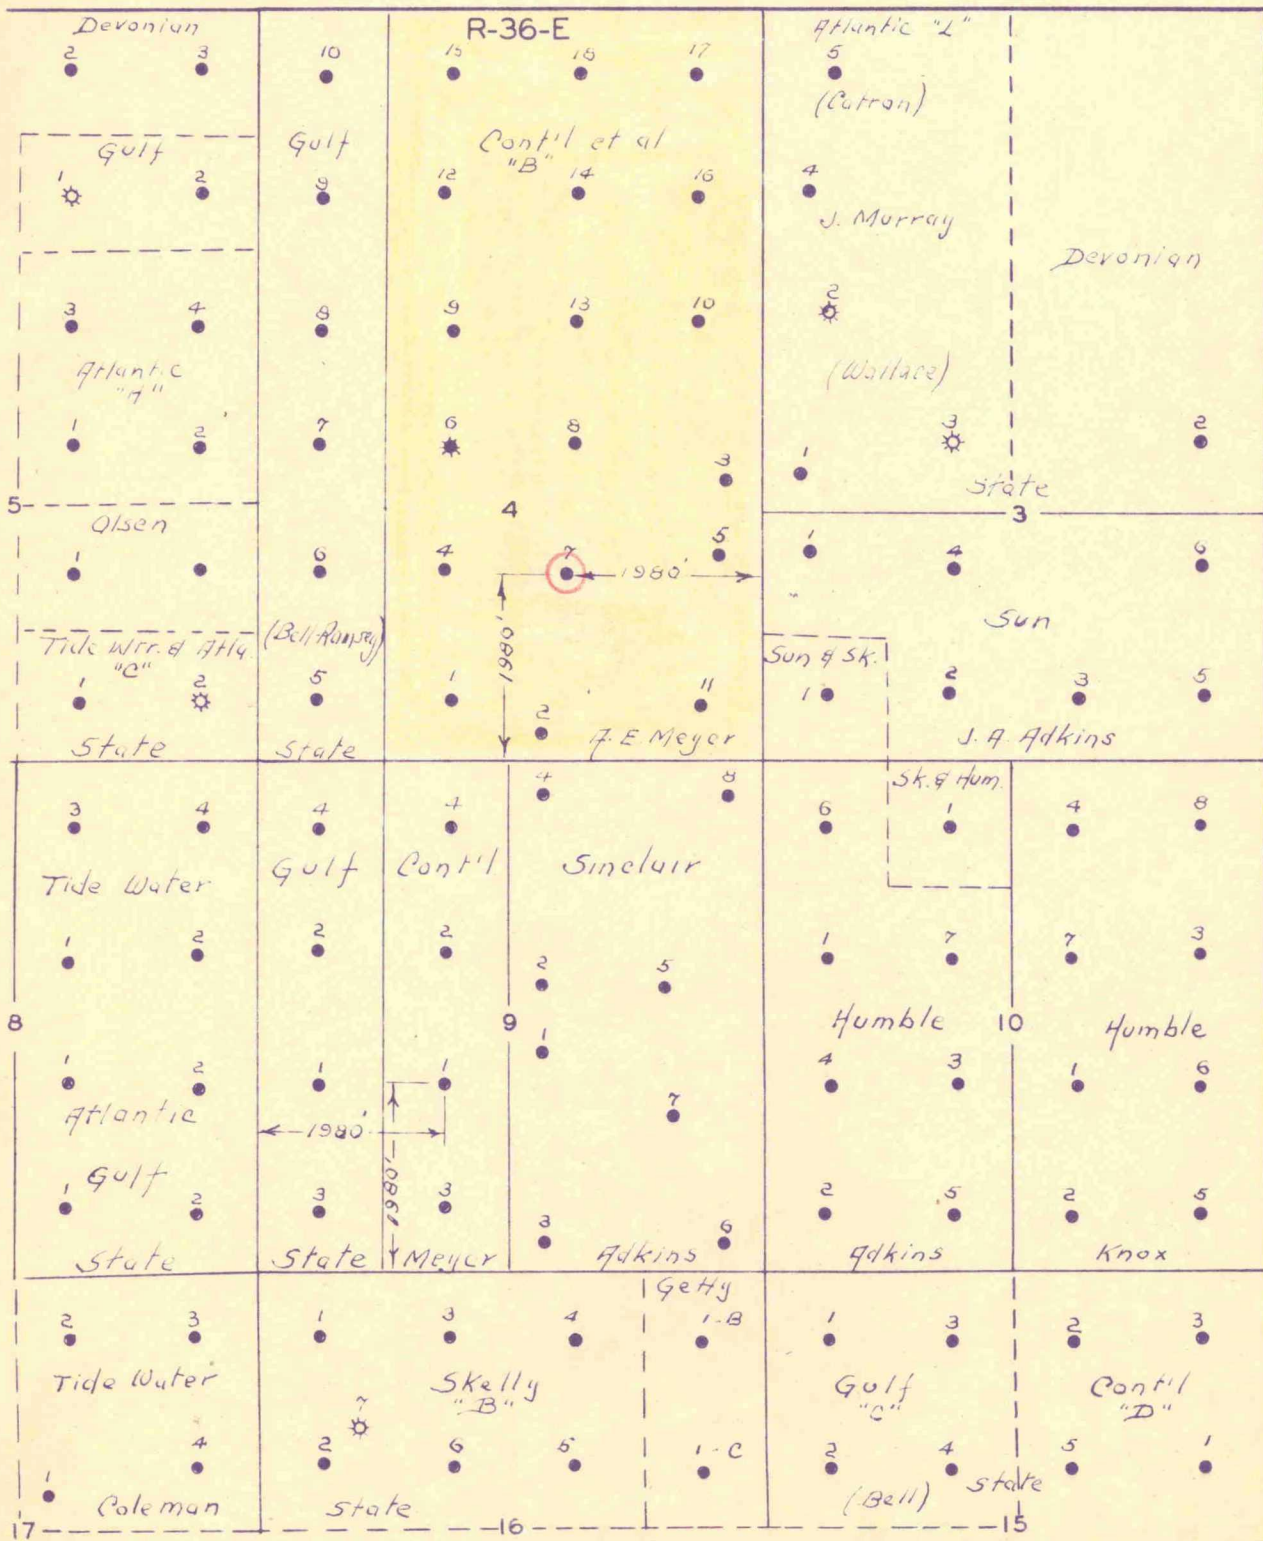 R-36-E
Devonian
2 3
10
15 18 17
Atlantic "L"
5
(Catron)
Gulf
1 2
Gulf
9
Cont'l et al
"B"
12 14 16
4
J. Murray
Devonian
3 4
8
9 13 10
2
Atlantic
"A"
(Wallace)
1 2
7
6 8
3
1 3
2
State
5
4
3
Olsen
1
6
4 7 5
1980'
1 4 6
Sun
Tide Wtr. & Atla.
"C"
(Bell-Ramsey)
1980'
Sun & Sk.
1 2
5
1 2 11
1 2 3 5
State
State
A. E. Meyer
J. A. Adkins
Sk. & Hum.
3 4
4
4
4 8
6 1
4 8
Tide Water
Gulf
Cont'l
Sinclair
1 2
2
2
2 5
1 7
7 3
8
9
Humble
10
Humble
1
1 2
1
1
4 3
1 6
7
Atlantic
1980'
Gulf
1980'
1 2
3
3
3 6
2 5
2 5
State
State
Meyer
Adkins
Adkins
Knox
Getty
2 3
1 3 4
1-B
1 3
2 3
Tide Water
Skelly
"B"
Gulf
"C"
Cont'l
"D"
7
4
2 6 5
1-C
2 4
5 1
1
Coleman
State
(Bell)
State
17
16
15